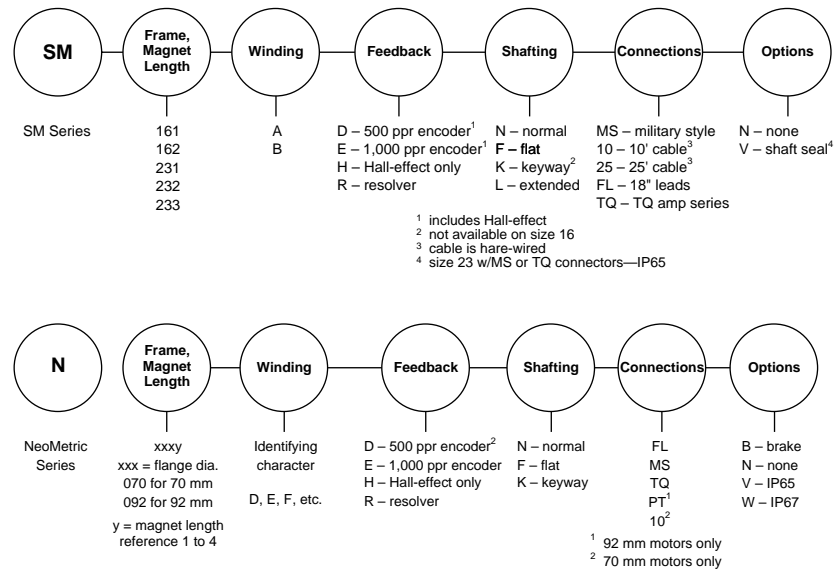 SM
Frame,
Magnet
Length
Winding
Feedback
Shafting
Connections
Options
SM Series
161
162
231
232
233
A
B
D – 500 ppr encoder¹
E – 1,000 ppr encoder¹
H – Hall-effect only
R – resolver
N – normal
F – flat
K – keyway²
L – extended
MS – military style
10 – 10' cable³
25 – 25' cable³
FL – 18" leads
TQ – TQ amp series
N – none
V – shaft seal⁴
¹ includes Hall-effect
² not available on size 16
³ cable is hare-wired
⁴ size 23 w/MS or TQ connectors—IP65
N
Frame,
Magnet
Length
Winding
Feedback
Shafting
Connections
Options
NeoMetric
Series
xxxy
xxx = flange dia.
070 for 70 mm
092 for 92 mm
y = magnet length
reference 1 to 4
Identifying
character
D, E, F, etc.
D – 500 ppr encoder²
E – 1,000 ppr encoder
H – Hall-effect only
R – resolver
N – normal
F – flat
K – keyway
FL
MS
TQ
PT¹
10²
B – brake
N – none
V – IP65
W – IP67
¹ 92 mm motors only
² 70 mm motors only